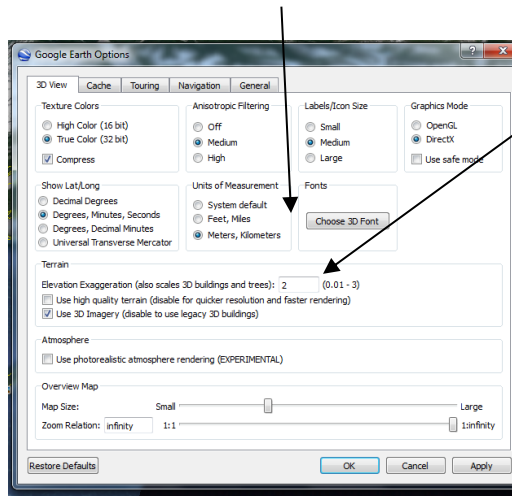 Google Earth Options
3D View Cache Touring Navigation General
Texture Colors
High Color (16 bit)
True Color (32 bit)
Compress
Anisotropic Filtering
Off
Medium
High
Labels/Icon Size
Small
Medium
Large
Graphics Mode
OpenGL
DirectX
Use safe mode
Show Lat/Long
Decimal Degrees
Degrees, Minutes, Seconds
Degrees, Decimal Minutes
Universal Transverse Mercator
Units of Measurement
System default
Feet, Miles
Meters, Kilometers
Fonts
Choose 3D Font
Terrain
Elevation Exaggeration (also scales 3D buildings and trees): 2 (0.01 - 3)
Use high quality terrain (disable for quicker resolution and faster rendering)
Use 3D Imagery (disable to use legacy 3D buildings)
Atmosphere
Use photorealistic atmosphere rendering (EXPERIMENTAL)
Overview Map
Map Size: Small Large
Zoom Relation: infinity 1:1 1:infinity
Restore Defaults OK Cancel Apply